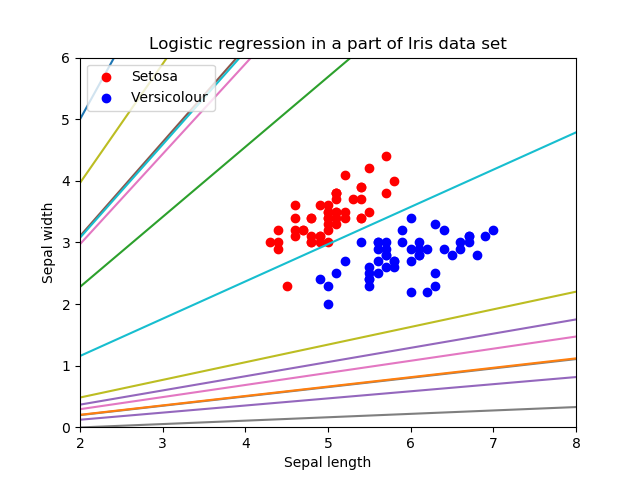 Logistic regression in a part of Iris data set
Setosa
Versicolour
Sepal width
6
5
4
3
2
1
0
2 3 4 5 6 7 8
Sepal length